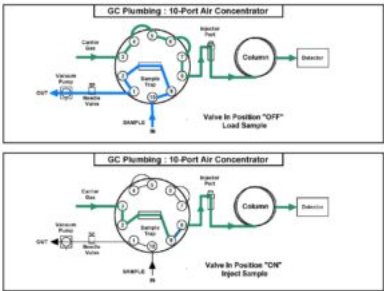 GC Plumbing : 10-Port Air Concentrator
Carrier
Gas
Injector
Port
Column
Detector
Vacuum
Pump
OUT
Needle
Valve
Sample
Trap
SAMPLE
IN
Valve In Position "OFF"
Load Sample
GC Plumbing : 10-Port Air Concentrator
Carrier
Gas
Injector
Port
Column
Detector
Vacuum
Pump
OUT
Needle
Valve
Sample
Trap
SAMPLE
IN
Valve In Position "ON"
Inject Sample